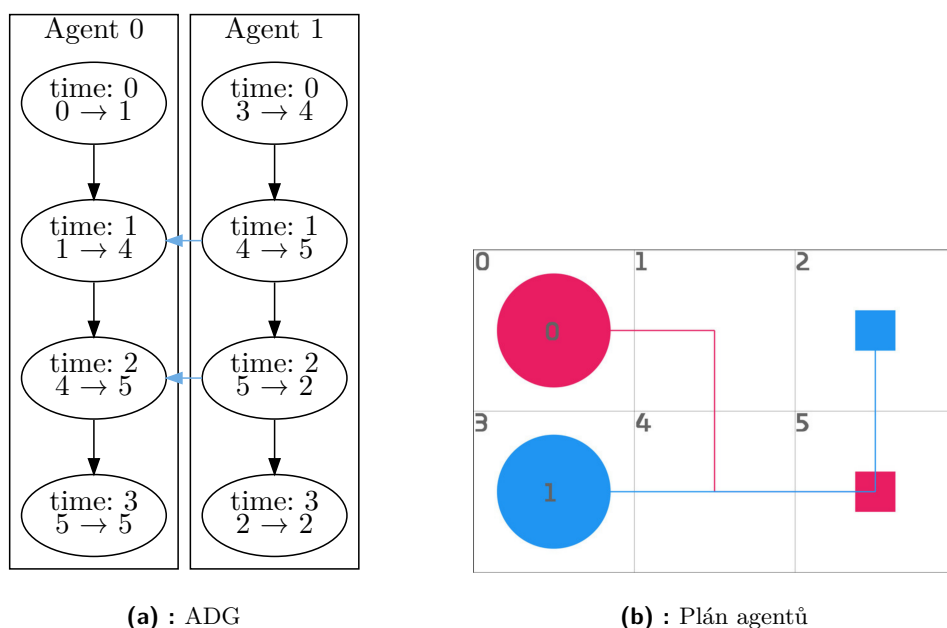 Agent 0
time: 0
0 → 1
time: 1
1 → 4
time: 2
4 → 5
time: 3
5 → 5
Agent 1
time: 0
3 → 4
time: 1
4 → 5
time: 2
5 → 2
time: 3
2 → 2
(a) : ADG
0 1 2
0
3 4 5
1
(b) : Plán agentů